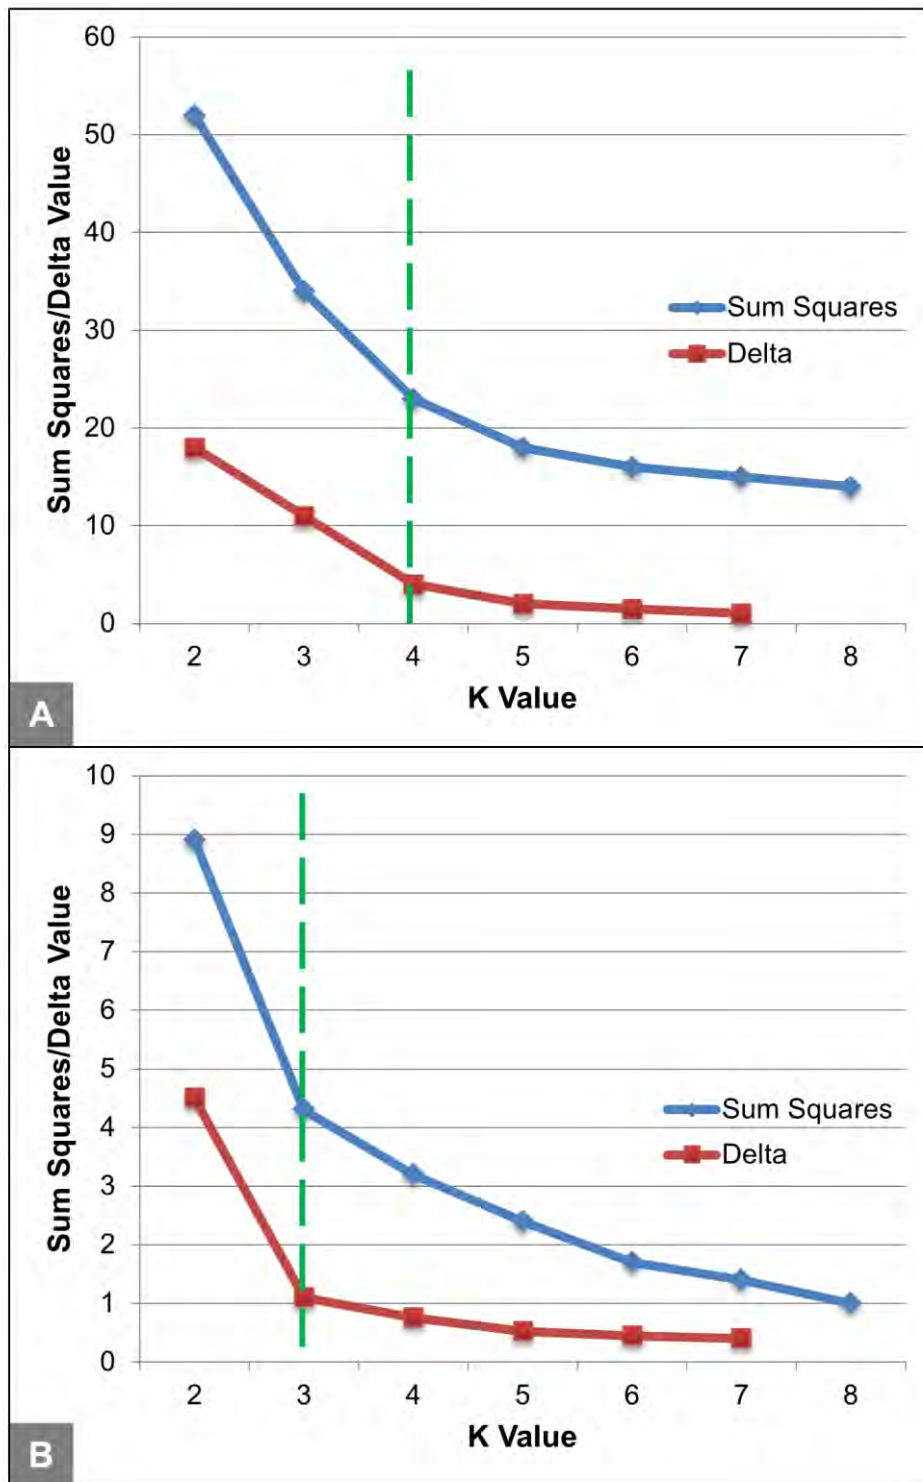 60
50
40
30
20
10
0
Sum Squares/Delta Value
Sum Squares
Delta
2 3 4 5 6 7 8
K Value
A
10
9
8
7
6
5
4
3
2
1
0
Sum Squares/Delta Value
Sum Squares
Delta
2 3 4 5 6 7 8
K Value
B